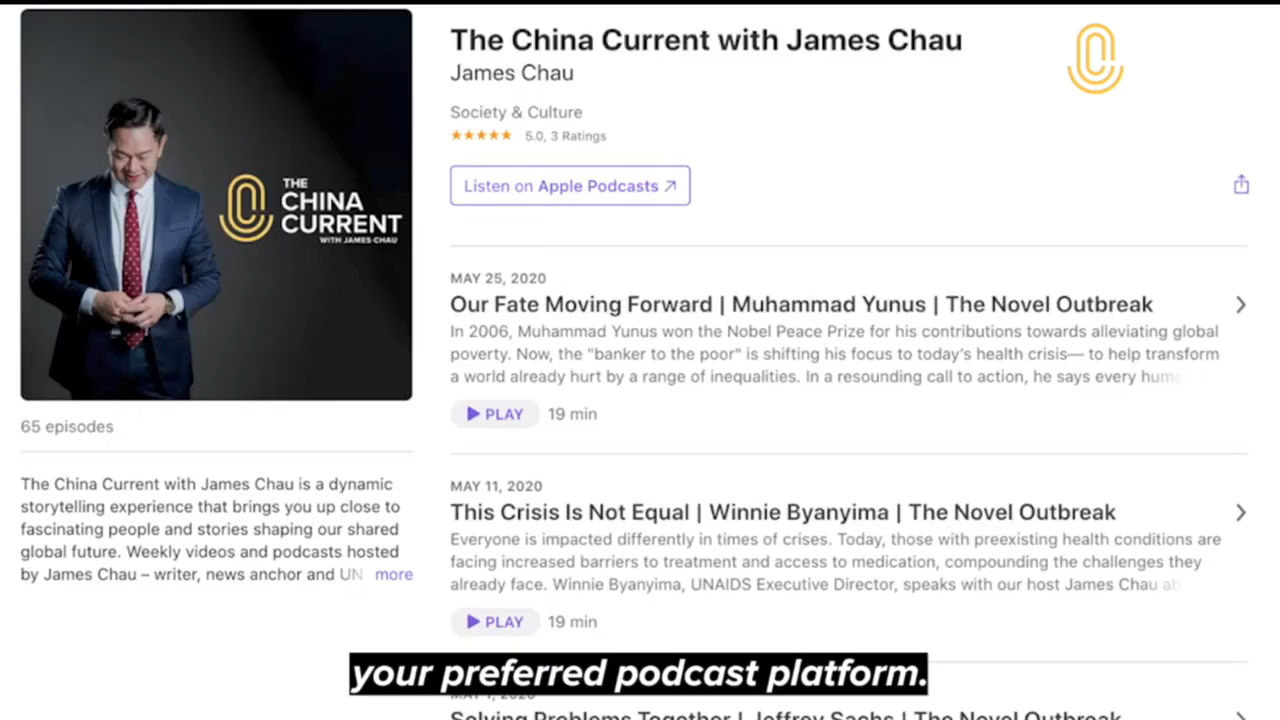 THE
CHINA
CURRENT
WITH JAMES CHAU
65 episodes
The China Current with James Chau is a dynamic
storytelling experience that brings you up close to
fascinating people and stories shaping our shared
global future. Weekly videos and podcasts hosted
by James Chau – writer, news anchor and UN more
The China Current with James Chau
James Chau
Society & Culture
★★★★★ 5.0, 3 Ratings
Listen on Apple Podcasts ↗
MAY 25, 2020
Our Fate Moving Forward | Muhammad Yunus | The Novel Outbreak
In 2006, Muhammad Yunus won the Nobel Peace Prize for his contributions towards alleviating global
poverty. Now, the "banker to the poor" is shifting his focus to today's health crisis— to help transform
a world already hurt by a range of inequalities. In a resounding call to action, he says every
PLAY 19 min
MAY 11, 2020
This Crisis Is Not Equal | Winnie Byanyima | The Novel Outbreak
Everyone is impacted differently in times of crises. Today, those with preexisting health conditions are
facing increased barriers to treatment and access to medication, compounding the challenges they
already face. Winnie Byanyima, UNAIDS Executive Director, speaks with our host James Chau
PLAY 19 min
your preferred podcast platform.
Solving Problems Together | Jeffrey Sachs | The Novel Outbreak